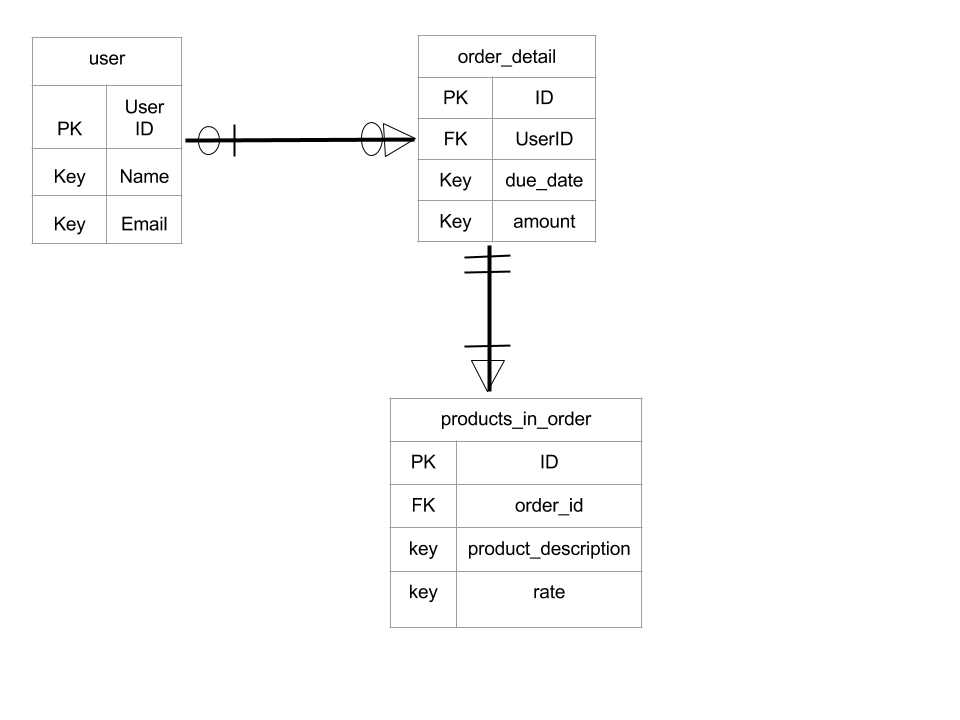 user
PK User ID
Key Name
Key Email
order_detail
PK ID
FK UserID
Key due_date
Key amount
products_in_order
PK ID
FK order_id
key product_description
key rate